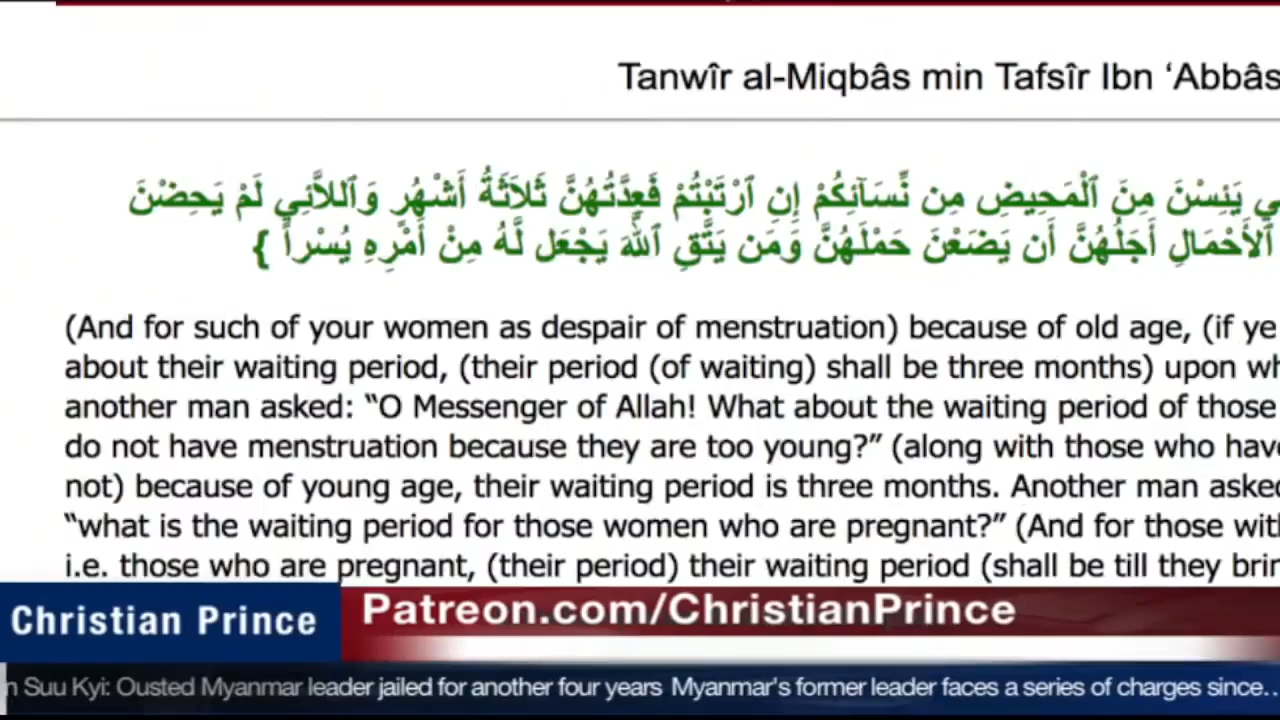 Tanwîr al-Miqbâs min Tafsîr Ibn ‘Abbâs
يَئِسْنَ مِنَ ٱلْمَحِيضِ مِن نِّسَآئِكُمْ إِنِ ٱرْتَبْتُمْ فَعِدَّتُهُنَّ ثَلاَثَةُ أَشْهُرٍ وَٱللاَّئِي لَمْ يَحِضْنَ
ٱلأَحْمَالِ أَجَلُهُنَّ أَن يَضَعْنَ حَمْلَهُنَّ وَمَن يَتَّقِ ٱللَّهَ يَجْعَل لَّهُ مِنْ أَمْرِهِ يُسْراً }
(And for such of your women as despair of menstruation) because of old age, (if ye
about their waiting period, (their period (of waiting) shall be three months) upon wh
another man asked: “O Messenger of Allah! What about the waiting period of those
do not have menstruation because they are too young?” (along with those who have
not) because of young age, their waiting period is three months. Another man asked
“what is the waiting period for those women who are pregnant?” (And for those with
i.e. those who are pregnant, (their period) their waiting period (shall be till they brin
Christian Prince
Patreon.com/ChristianPrince
n Suu Kyi: Ousted Myanmar leader jailed for another four years Myanmar's former leader faces a series of charges since...